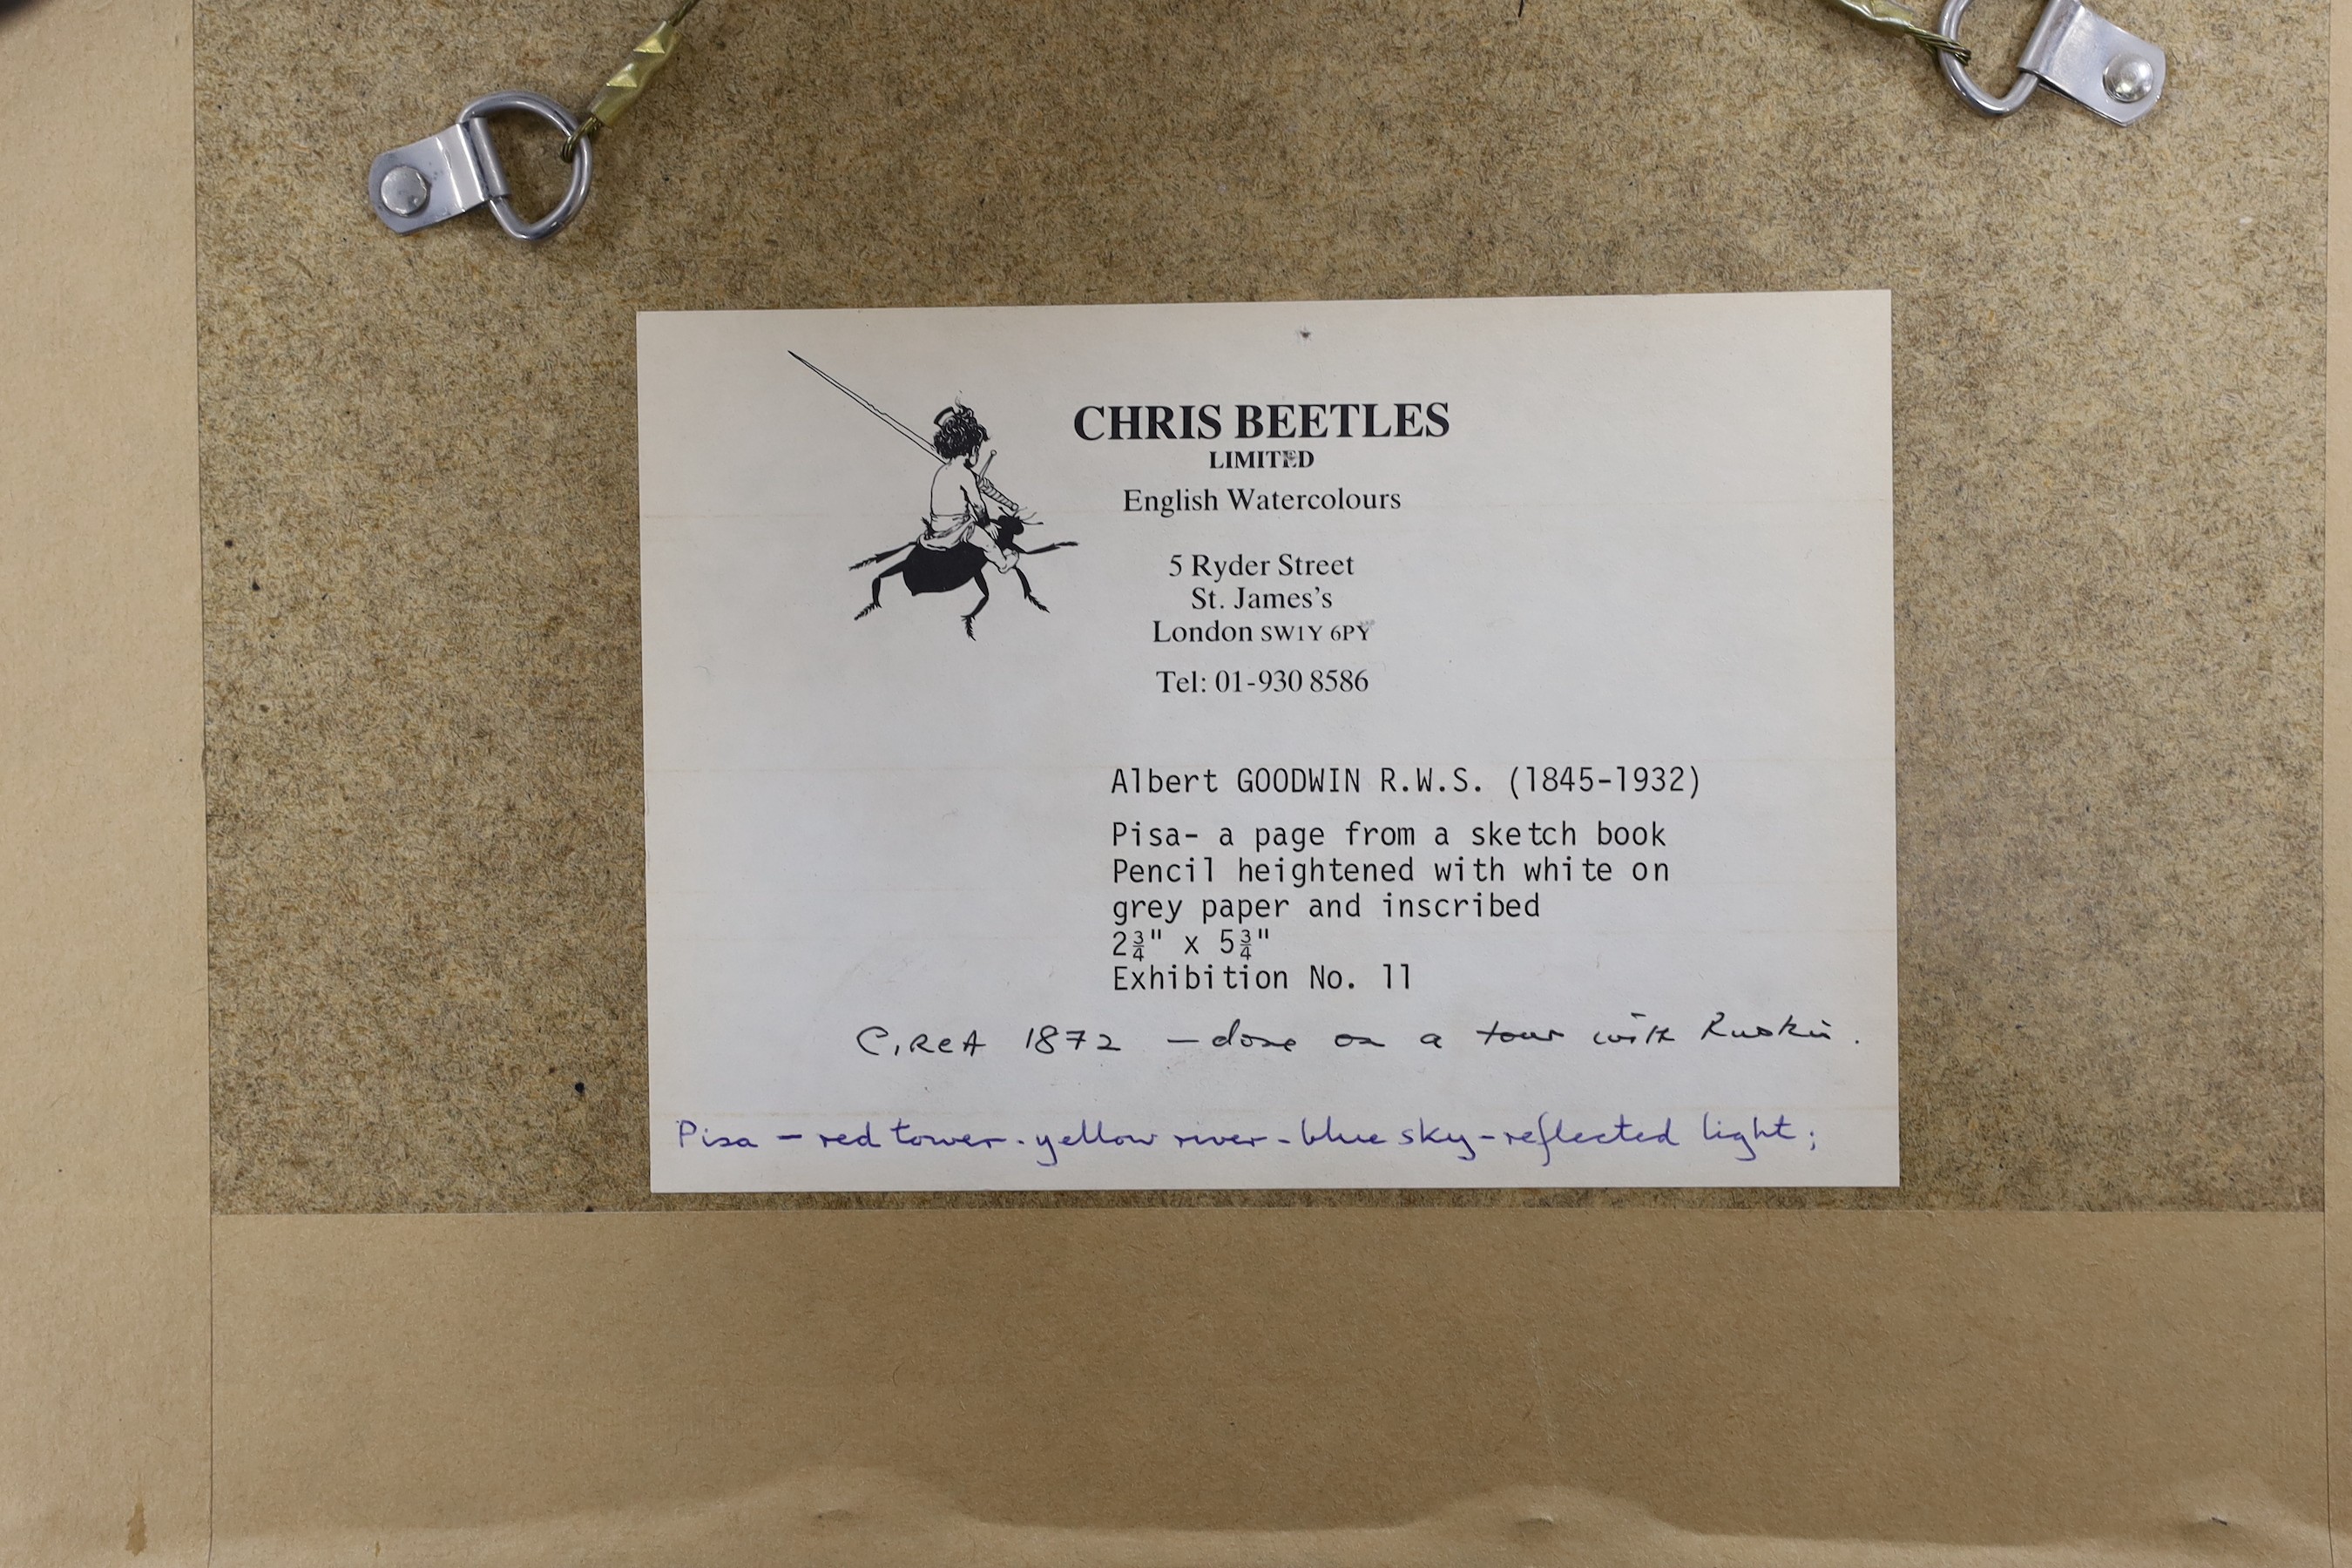 CHRIS BEETLES
LIMITED
English Watercolours
5 Ryder Street
St. James's
London SW1Y 6PY
Tel: 01-930 8586
Albert GOODWIN R.W.S. (1845-1932)
Pisa- a page from a sketch book
Pencil heightened with white on
grey paper and inscribed
2¾" x 5¾"
Exhibition No. 11
CIRCA 1872 - done on a tour with Ruskin.
Pisa - red tower. yellow river - blue sky - reflected light;